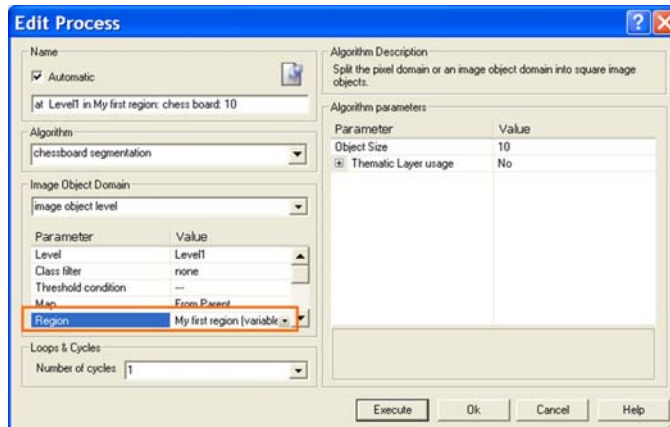 Edit Process
Name
Automatic
at Level1 in My first region: chess board: 10
Algorithm
chessboard segmentation
Image Object Domain
image object level
Parameter Value
Level Level1
Class filter none
Threshold condition ---
Map From Parent
Region My first region (variable
Loops & Cycles
Number of cycles 1
Algorithm Description
Split the pixel domain or an image object domain into square image
objects.
Algorithm parameters
Parameter Value
Object Size 10
Thematic Layer usage No
Execute Ok Cancel Help